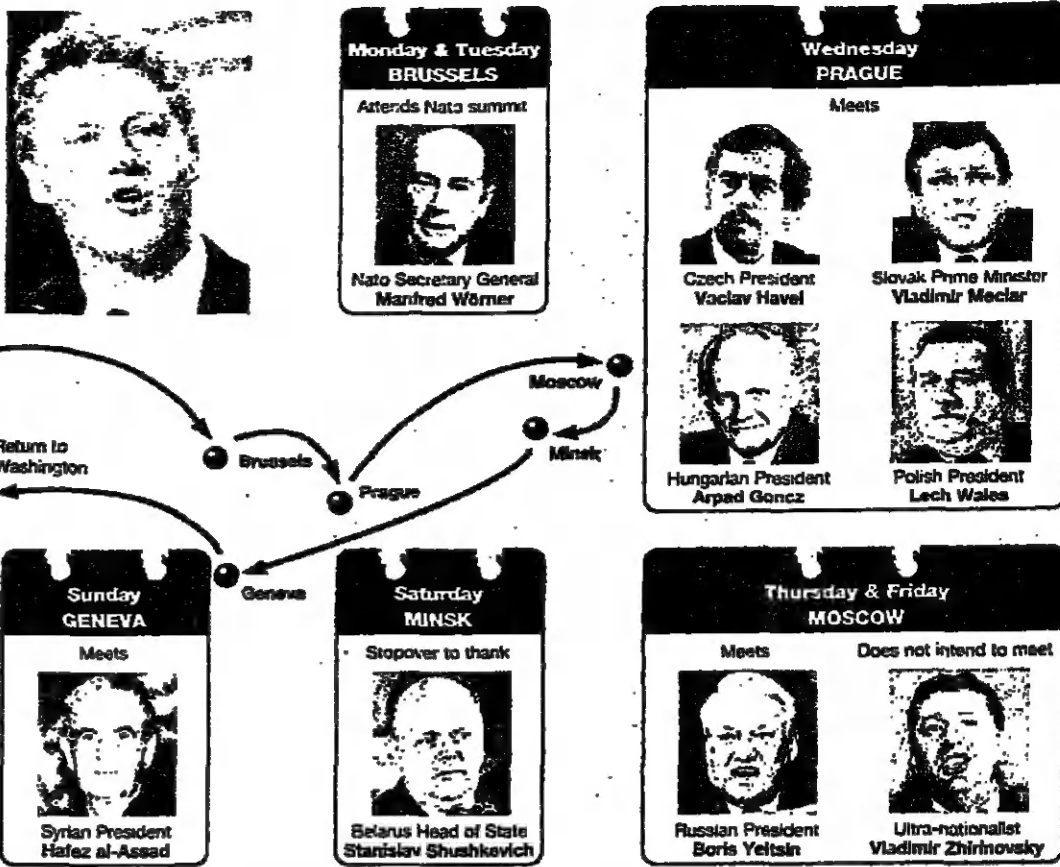 Monday & Tuesday
BRUSSELS
Attends Nato summit
Nato Secretary General
Manfred Wörner
Wednesday
PRAGUE
Meets
Czech President
Vaclav Havel
Slovak Prime Minister
Vladimir Meciar
Hungarian President
Arpad Goncz
Polish President
Lech Wales
Moscow
Minsk
Brussels
Prague
Return to
Washington
Geneva
Sunday
GENEVA
Meets
Syrian President
Hafez al-Assad
Saturday
MINSK
Stopover to thank
Belarus Head of State
Stanislav Shushkevich
Thursday & Friday
MOSCOW
Meets
Russian President
Boris Yeltsin
Does not intend to meet
Ultra-nationalist
Vladimir Zhirinovsky